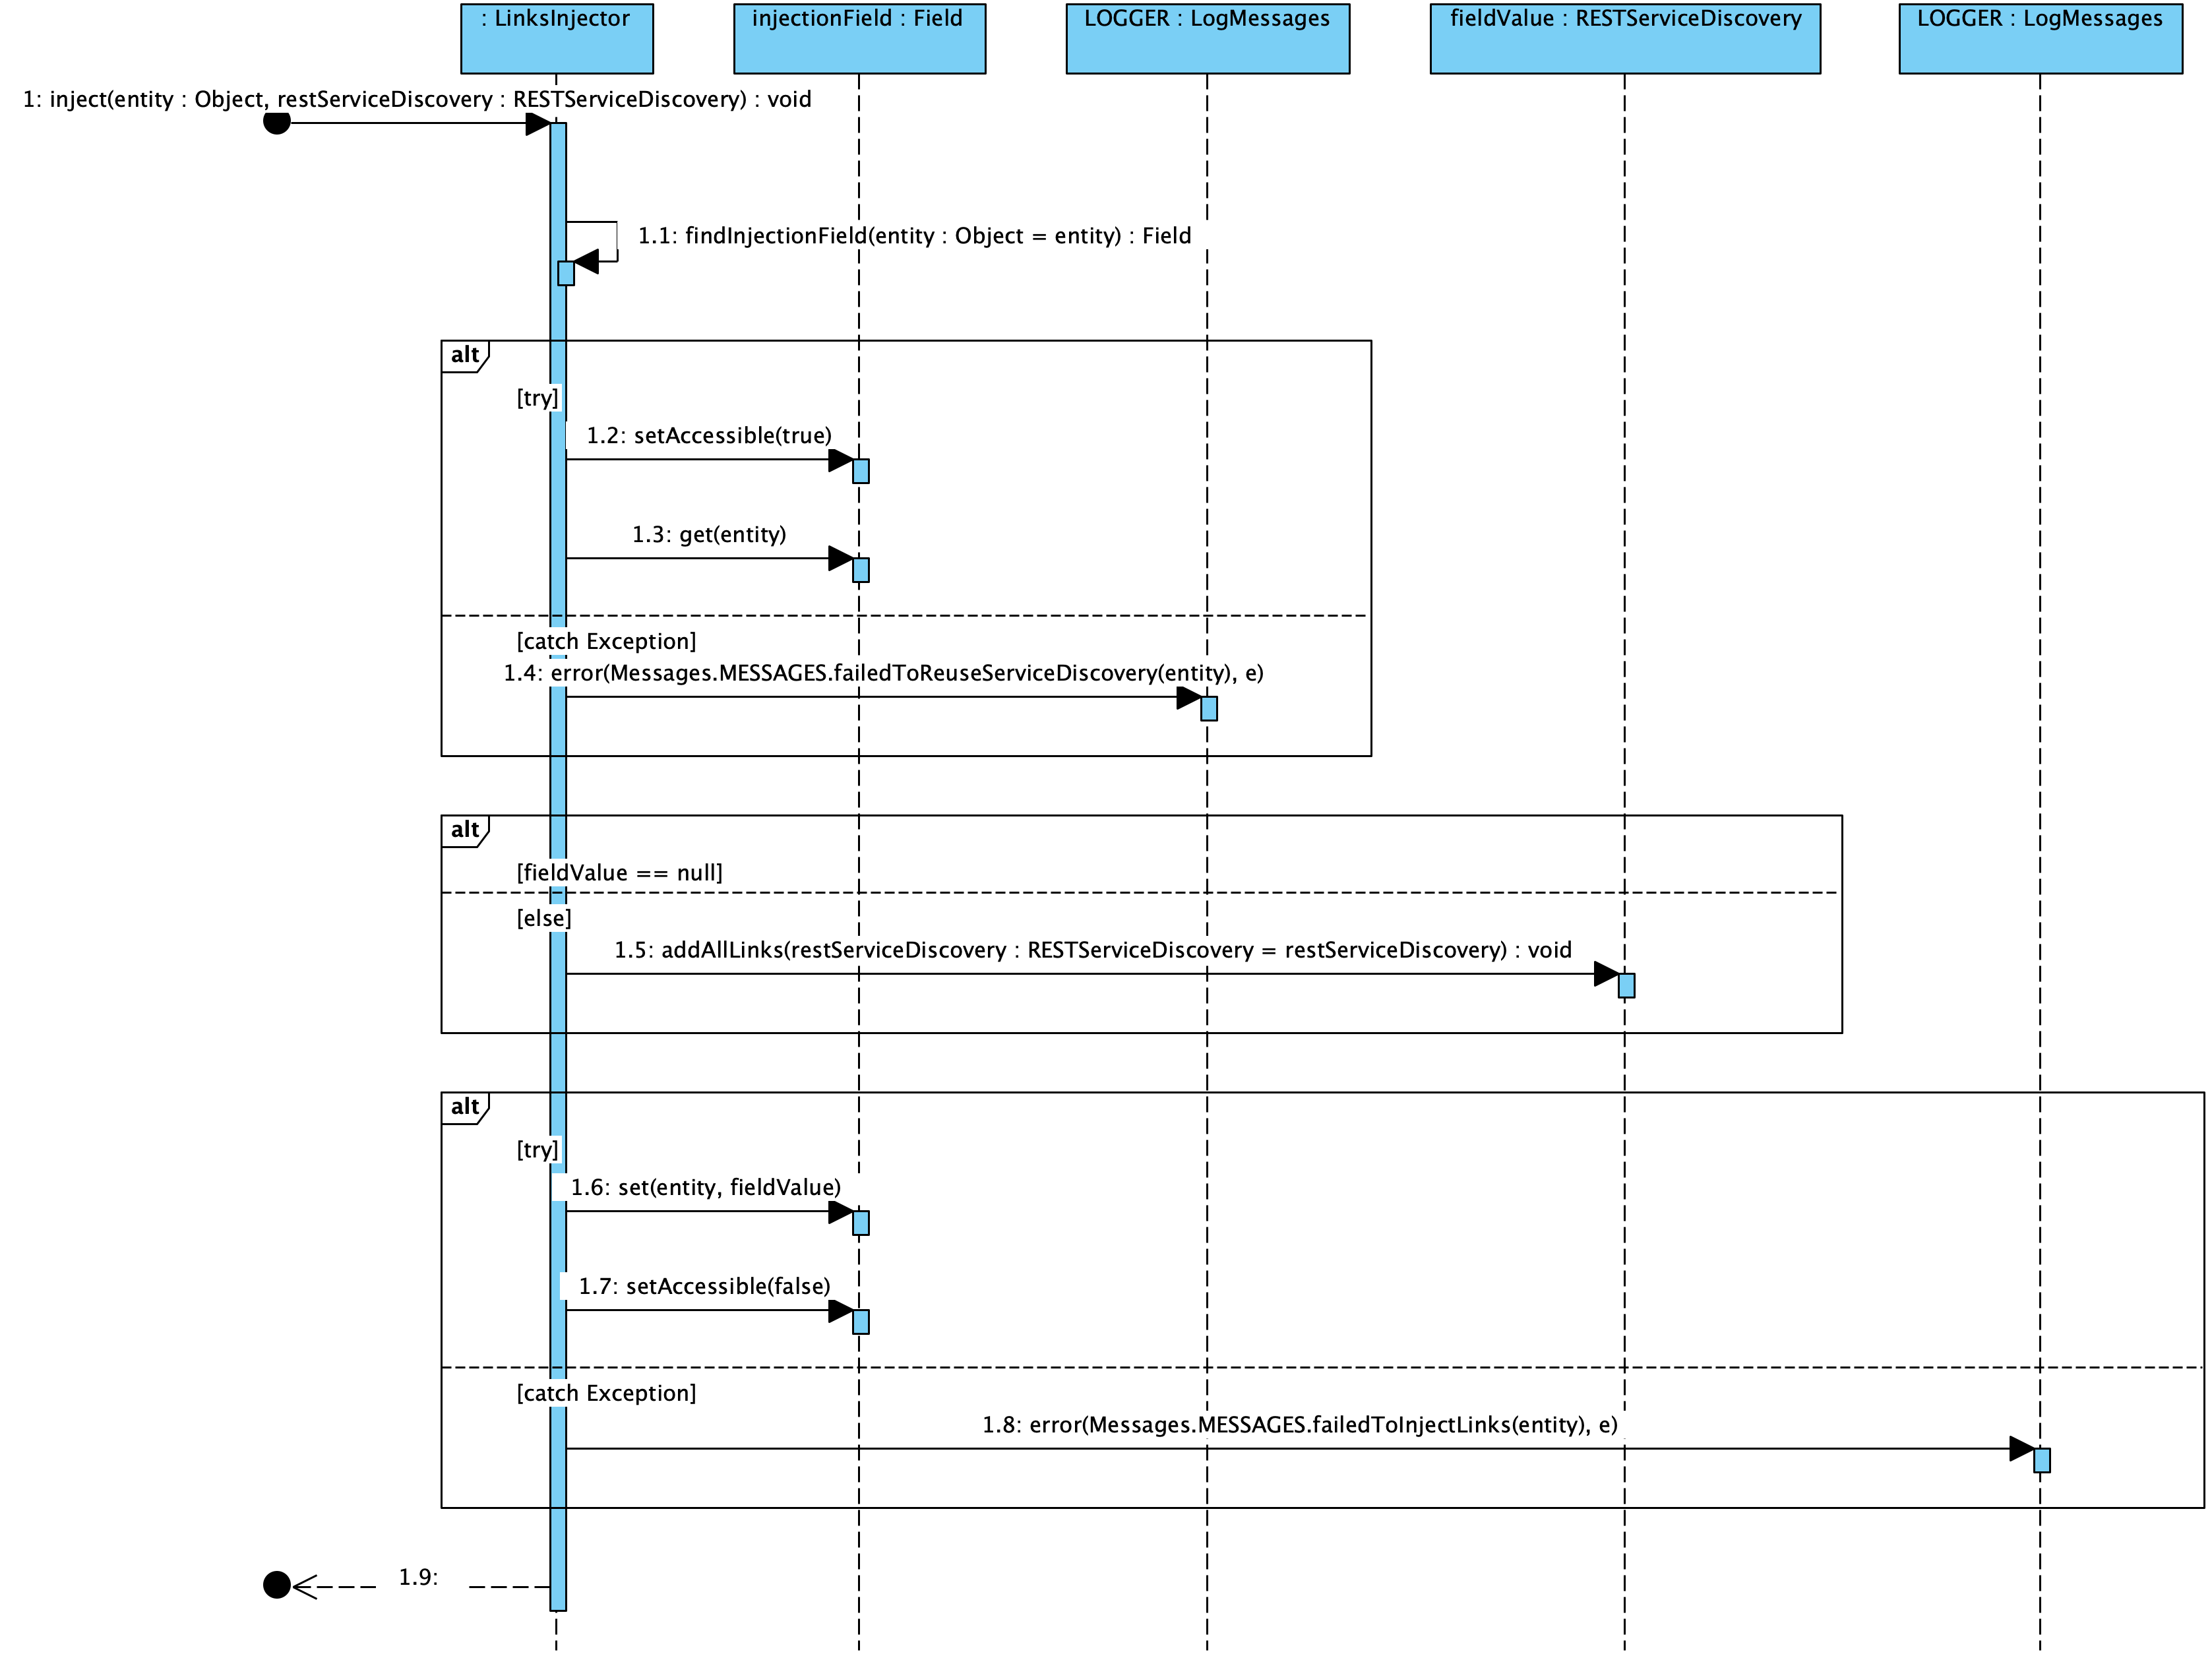 : LinksInjector
injectionField : Field
LOGGER : LogMessages
fieldValue : RESTServiceDiscovery
LOGGER : LogMessages
1: inject(entity : Object, restServiceDiscovery : RESTServiceDiscovery) : void
1.1: findInjectionField(entity : Object = entity) : Field
alt
[try]
1.2: setAccessible(true)
1.3: get(entity)
[catch Exception]
1.4: error(Messages.MESSAGES.failedToReuseServiceDiscovery(entity), e)
alt
[fieldValue == null]
[else]
1.5: addAllLinks(restServiceDiscovery : RESTServiceDiscovery = restServiceDiscovery) : void
alt
[try]
1.6: set(entity, fieldValue)
1.7: setAccessible(false)
[catch Exception]
1.8: error(Messages.MESSAGES.failedToInjectLinks(entity), e)
1.9: